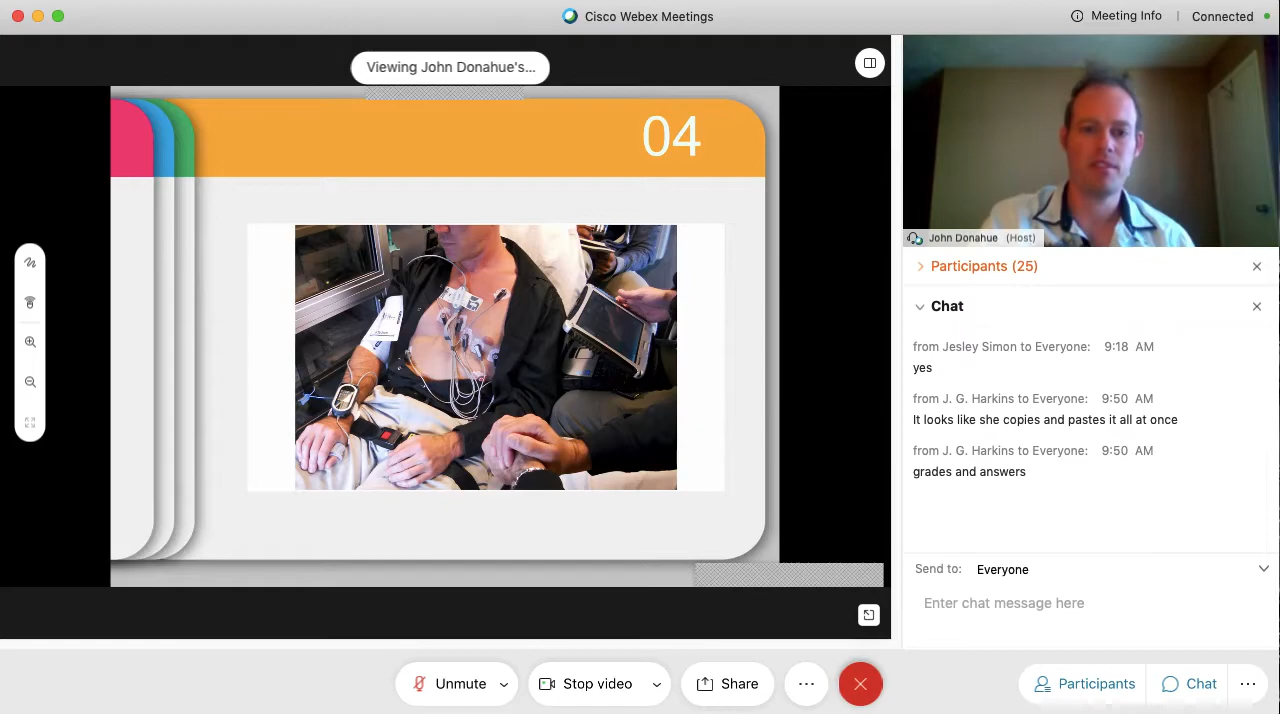 Cisco Webex Meetings
Meeting Info
Connected
Viewing John Donahue's...
04
John Donahue (Host)
Participants (25)
Chat
from Jesley Simon to Everyone: 9:18 AM
yes
from J. G. Harkins to Everyone: 9:50 AM
It looks like she copies and pastes it all at once
from J. G. Harkins to Everyone: 9:50 AM
grades and answers
Send to: Everyone
Enter chat message here
Unmute
Stop video
Share
Participants
Chat